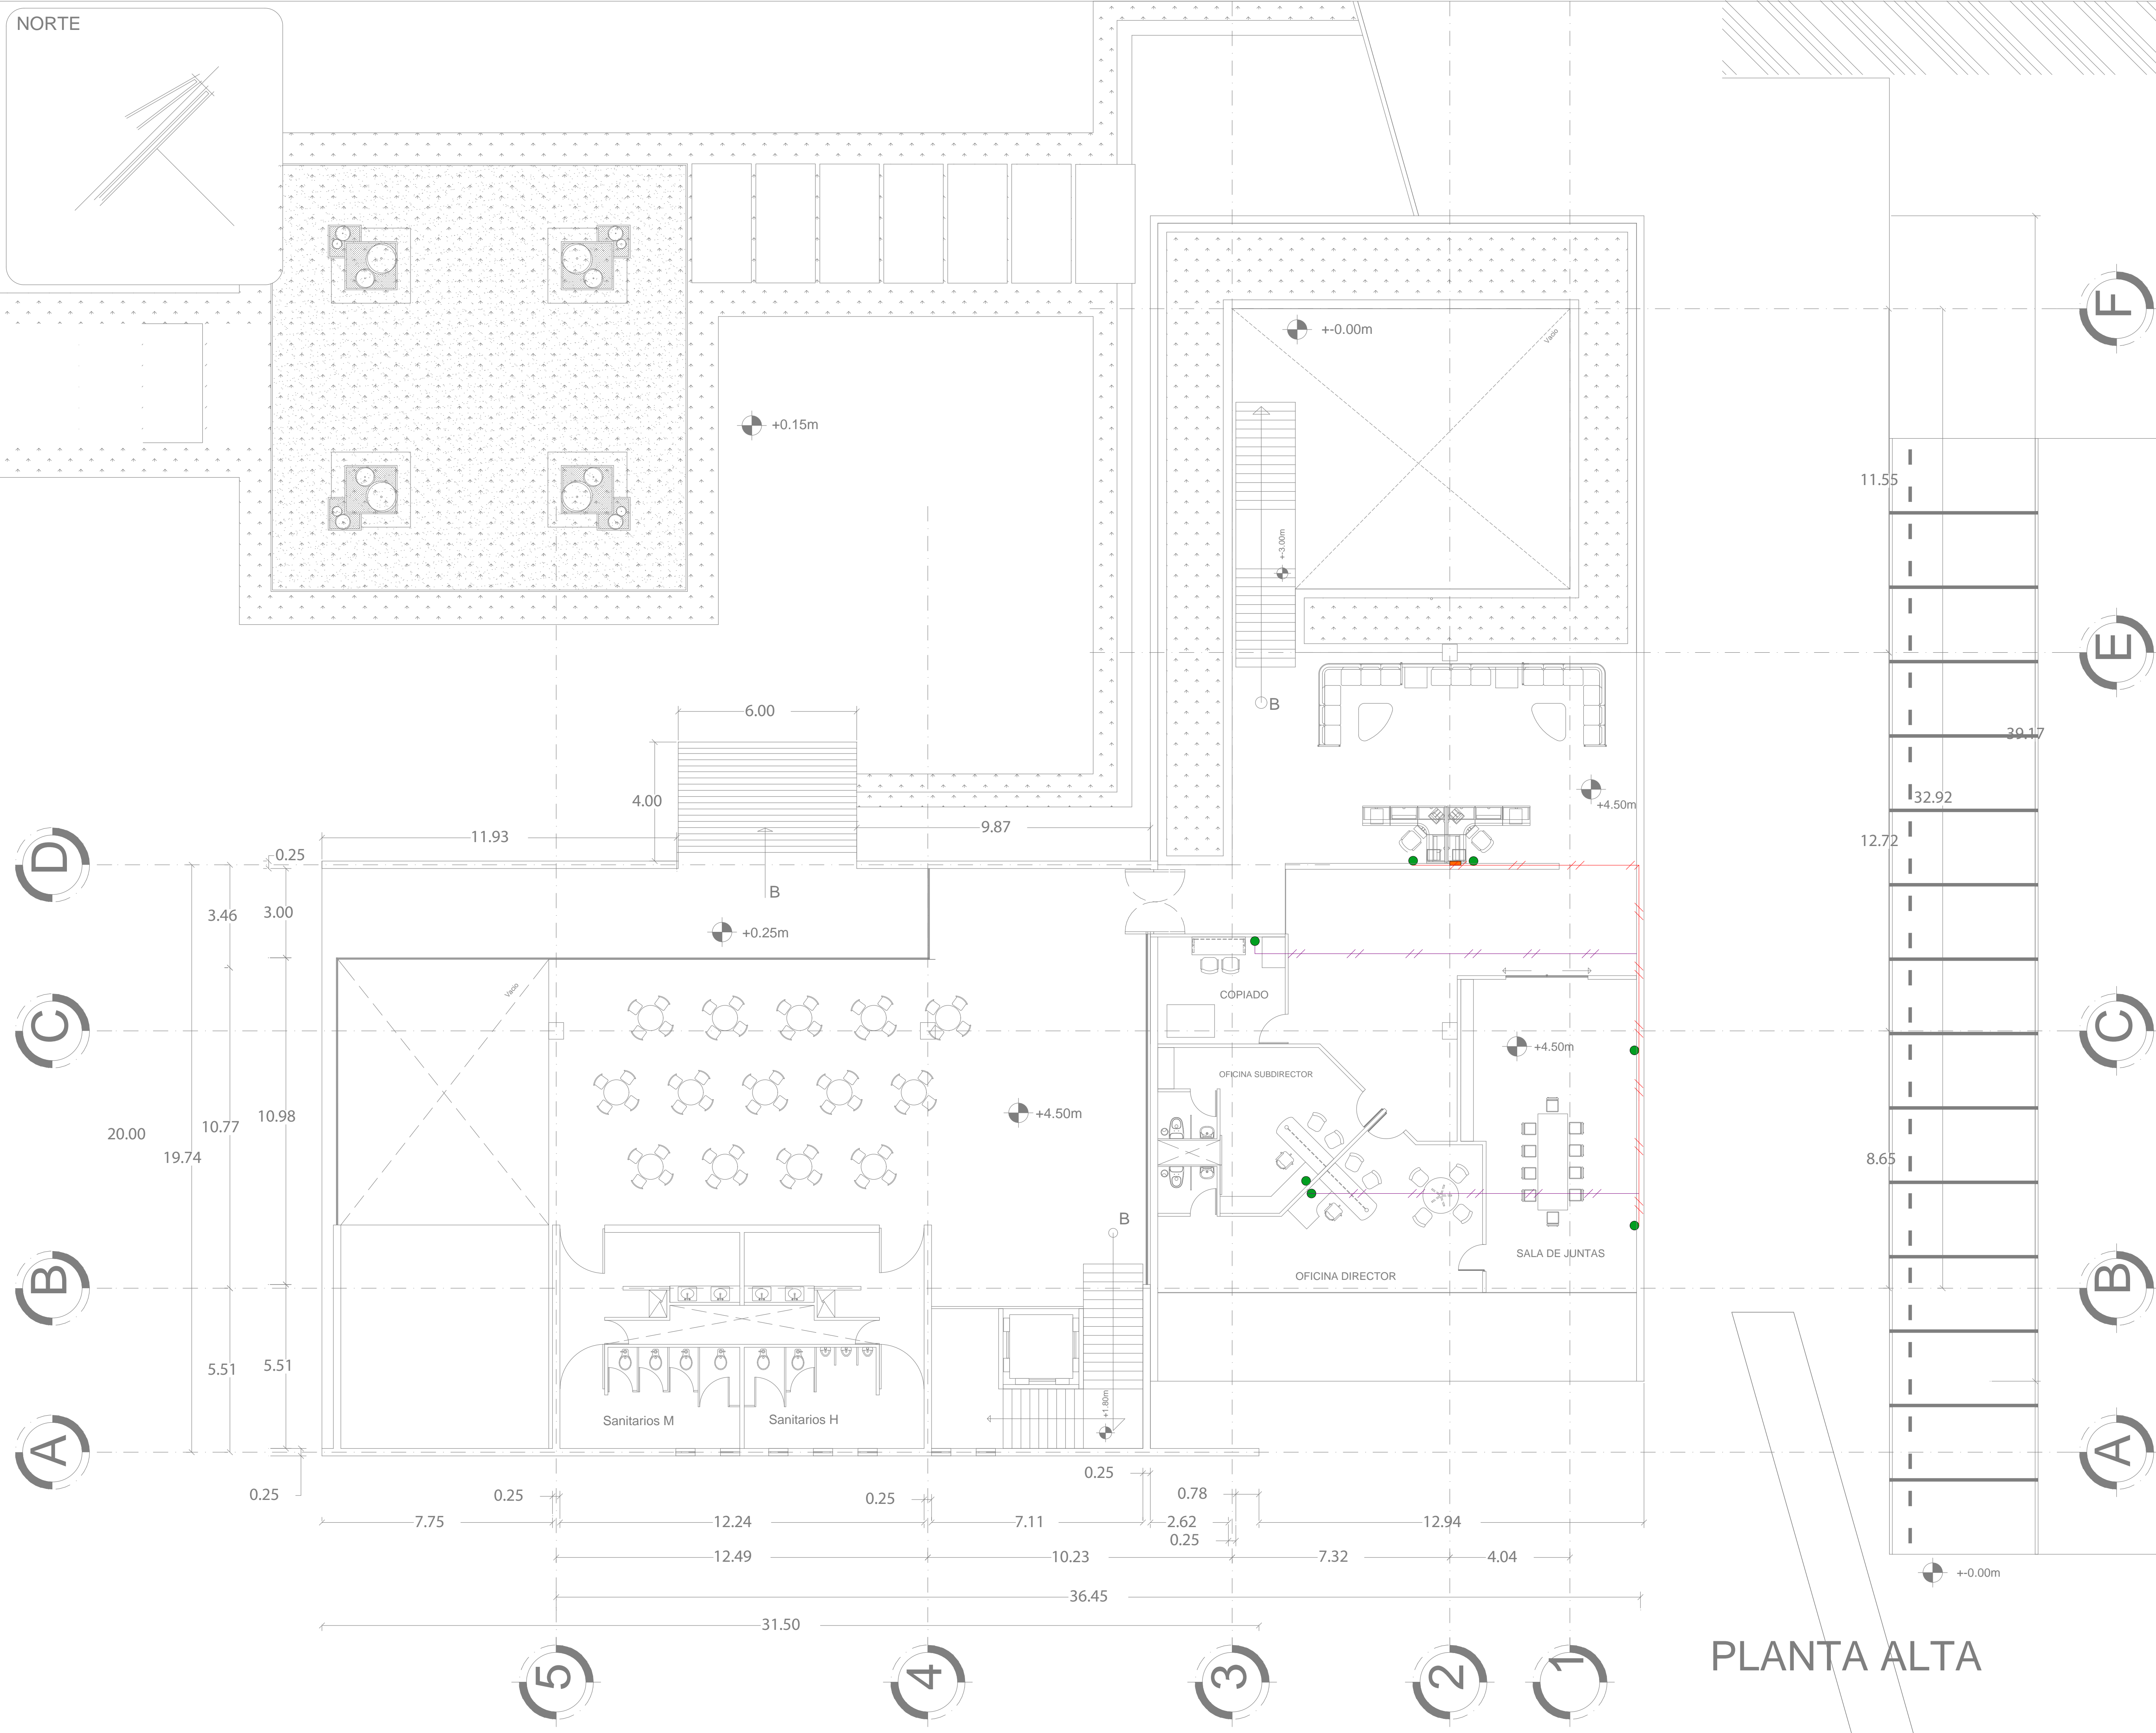 NORTE
F
+-0.00m
Vacio
+0.15m
11.55
+-3.00m
E
B
6.00
39.17
4.00
+4.50m
32.92
11.93
9.87
12.72
D
0.25
3.46
3.00
B
+0.25m
Vacio
COPIADO
C
C
+4.50m
OFICINA SUBDIRECTOR
20.00
19.74
10.77
10.98
+4.50m
8.65
B
SALA DE JUNTAS
OFICINA DIRECTOR
B
B
5.51
5.51
+1.80m
Sanitarios M
Sanitarios H
A
A
0.25
0.25
0.25
0.25
0.78
7.75
12.24
7.11
2.62
12.94
0.25
12.49
10.23
7.32
4.04
+-0.00m
36.45
31.50
PLANTA ALTA
5
4
3
2
1